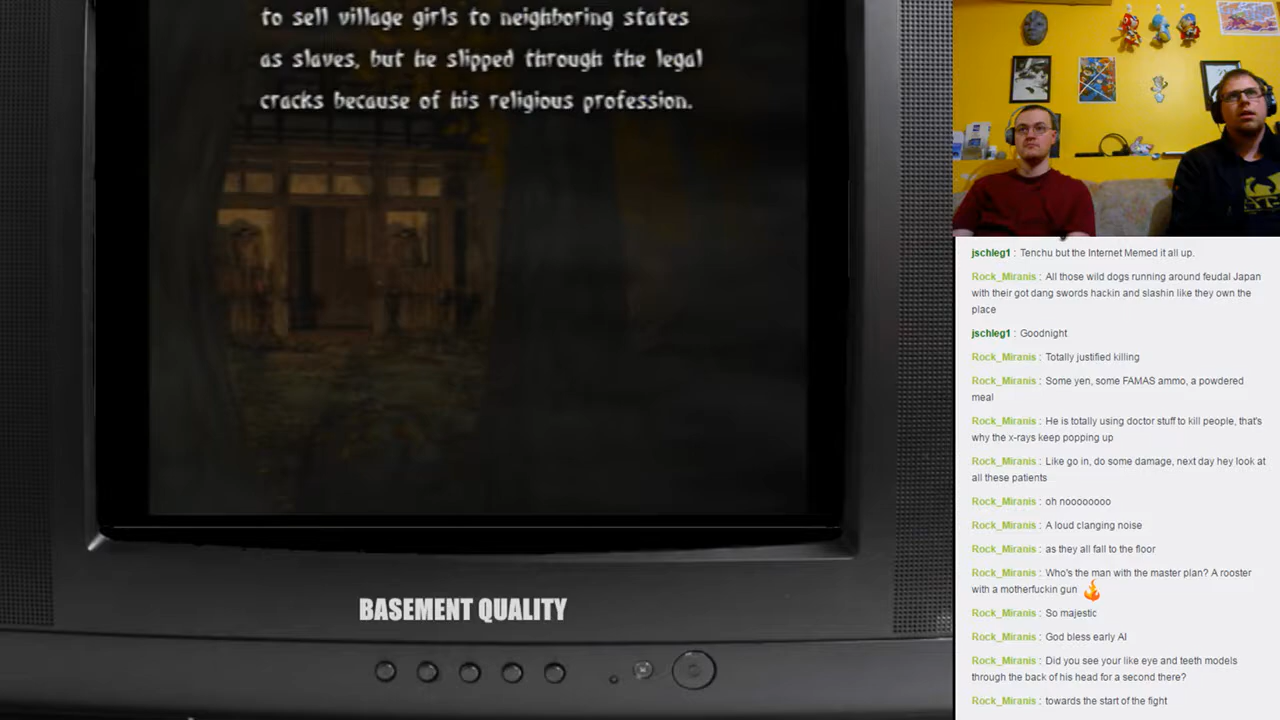 to sell village girls to neighboring states
as slaves, but he slipped through the legal
cracks because of his religious profession.
BASEMENT QUALITY
jschleg1 : Tenchu but the Internet Memed it all up.
Rock_Miranis : All those wild dogs running around feudal Japan
with their got dang swords hackin and slashin like they own the
place
jschleg1 : Goodnight
Rock_Miranis : Totally justified killing
Rock_Miranis : Some yen, some FAMAS ammo, a powdered
meal
Rock_Miranis : He is totally using doctor stuff to kill people, that's
why the x-rays keep popping up
Rock_Miranis : Like go in, do some damage, next day hey look at
all these patients
Rock_Miranis : oh noooooooo
Rock_Miranis : A loud clanging noise
Rock_Miranis : as they all fall to the floor
Rock_Miranis : Who's the man with the master plan? A rooster
with a motherfuckin gun
Rock_Miranis : So majestic
Rock_Miranis : God bless early AI
Rock_Miranis : Did you see your like eye and teeth models
through the back of his head for a second there?
Rock_Miranis : towards the start of the fight